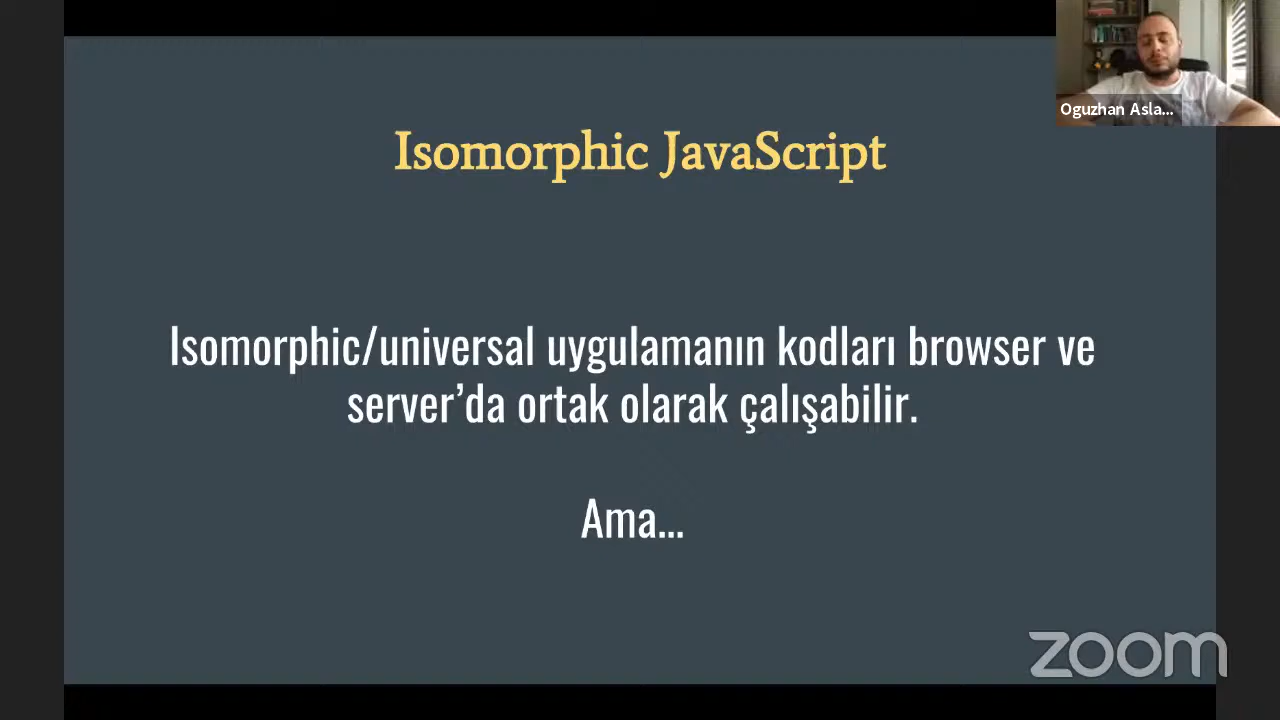 Oguzhan Asla...
Isomorphic JavaScript
Isomorphic/universal uygulamanın kodları browser ve
server’da ortak olarak çalışabilir.
Ama...
zoom